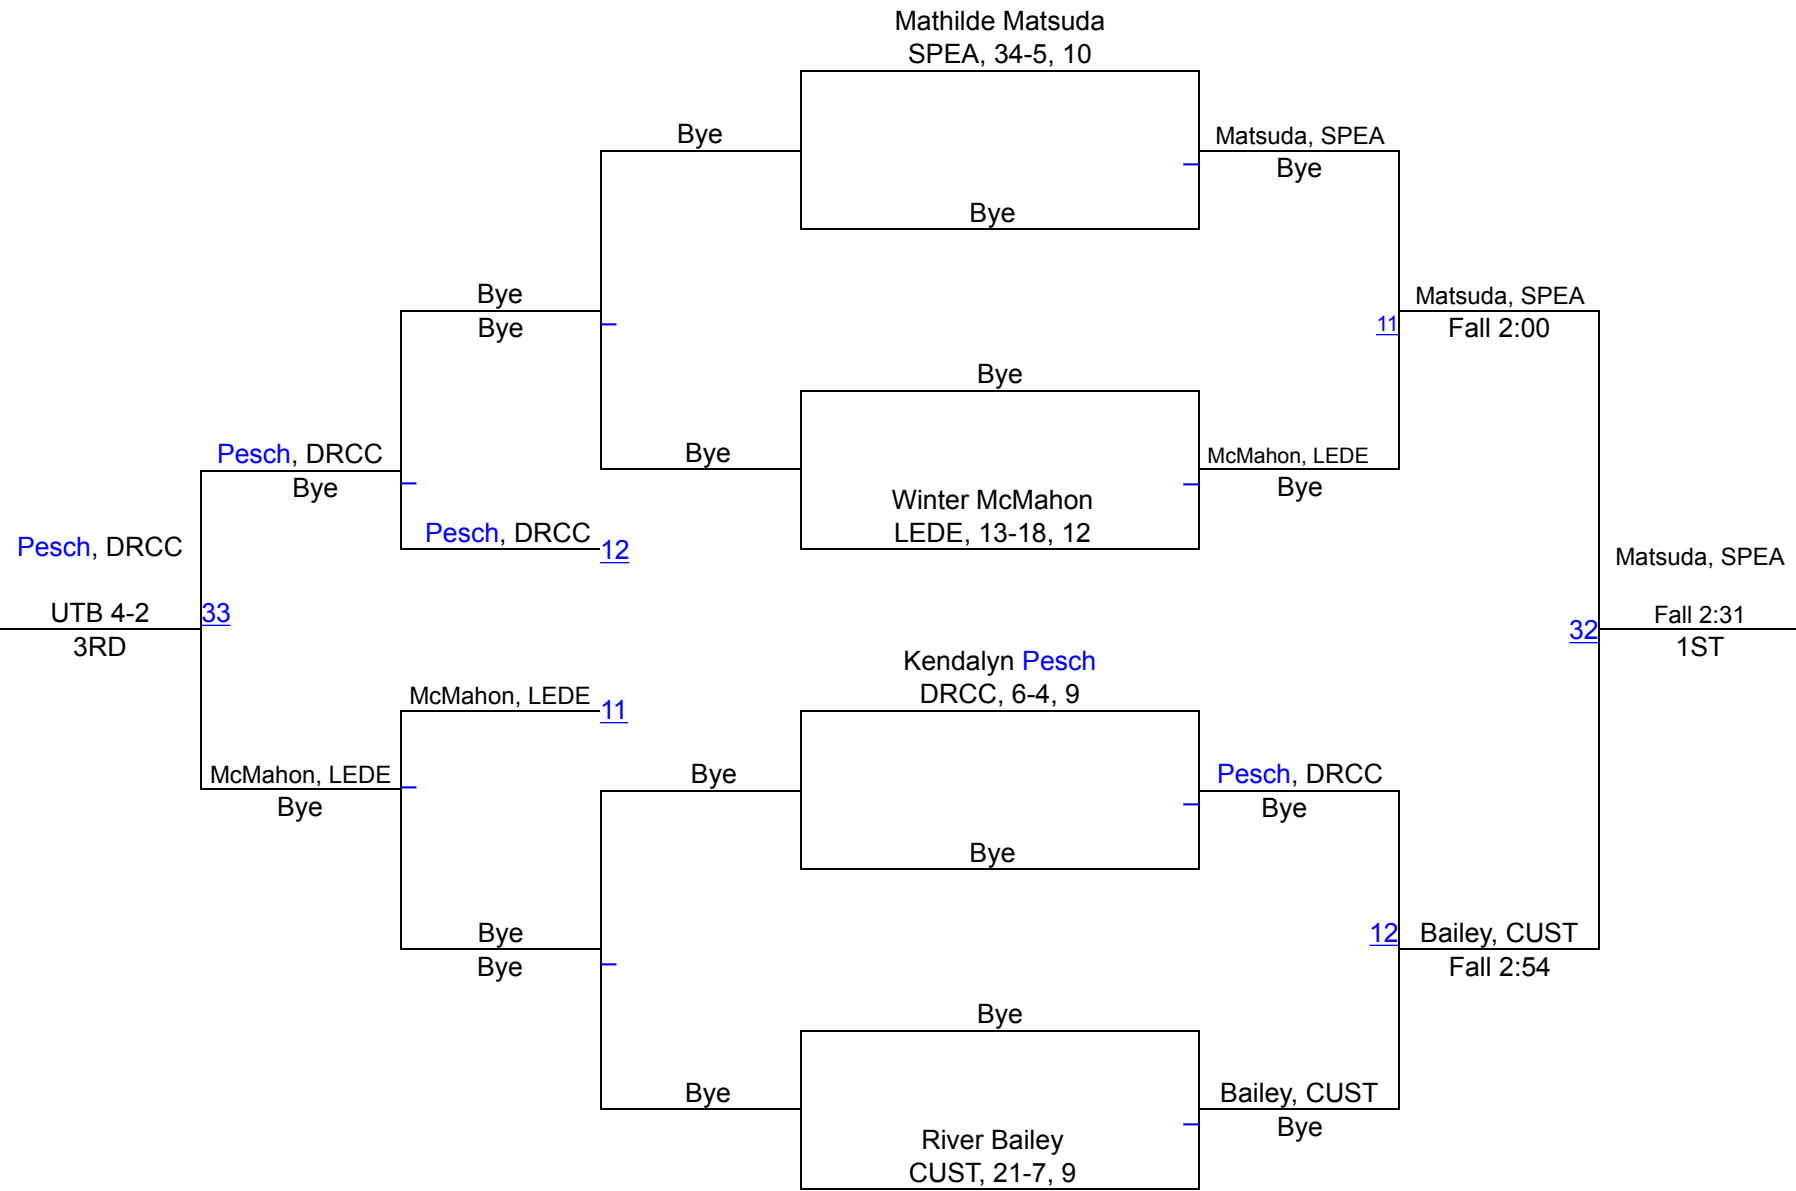 Mathilde Matsuda
SPEA, 34-5, 10
Bye
Matsuda, SPEA
Bye
Bye
Bye
Matsuda, SPEA
Bye
11
Fall 2:00
Bye
Pesch, DRCC
Bye
McMahon, LEDE
Bye
Winter McMahon
Bye
Pesch, DRCC
LEDE, 13-18, 12
Pesch, DRCC
12
Matsuda, SPEA
UTB 4-2
33
Fall 2:31
32
3RD
1ST
Kendalyn Pesch
McMahon, LEDE
DRCC, 6-4, 9
11
McMahon, LEDE
Bye
Pesch, DRCC
Bye
Bye
Bye
Bye
12
Bailey, CUST
Bye
Fall 2:54
Bye
Bye
Bailey, CUST
Bye
River Bailey
CUST, 21-7, 9